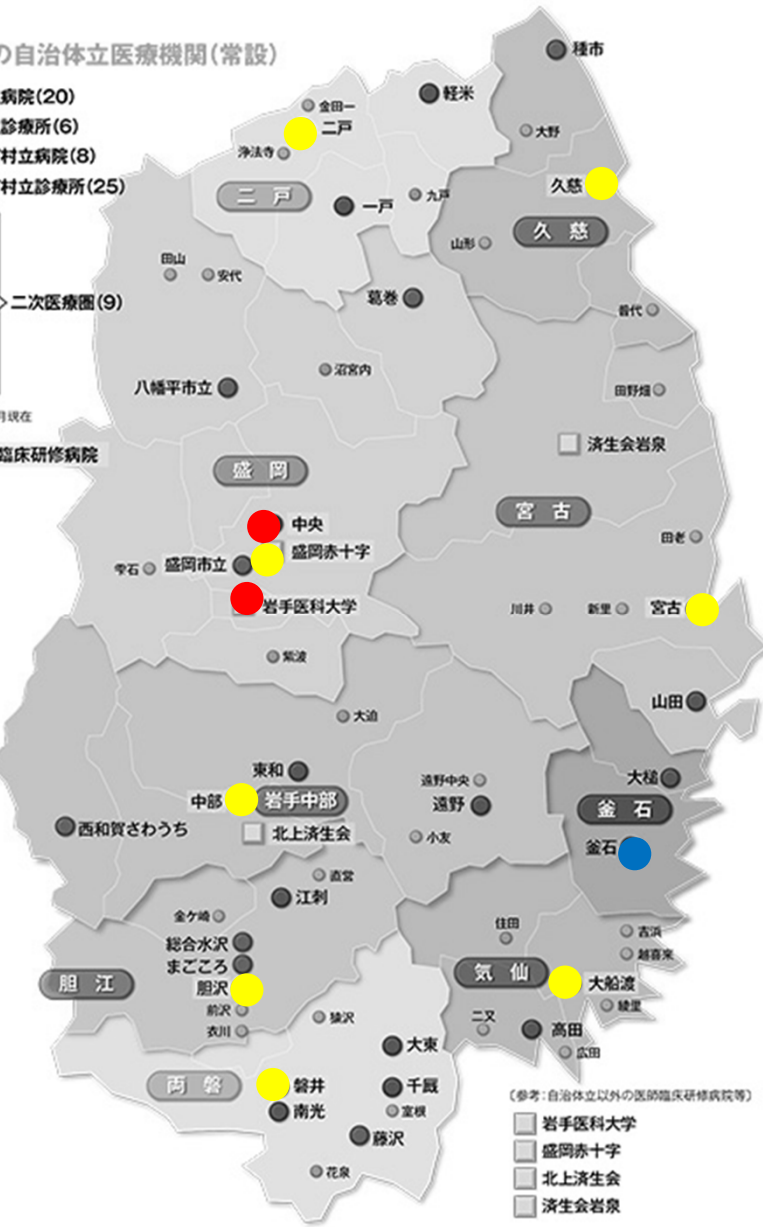 の自治体立医療機関(常設)
病院(20)
診療所(6)
村立病院(8)
村立診療所(25)
二次医療圏(9)
月現在
臨床研修病院
種市
軽米
金田一
二戸
大野
浄法寺
久慈
二戸
一戸
九戸
久慈
山形
田山
安代
葛巻
普代
沼宮内
八幡平市立
田野畑
済生会岩泉
盛岡
宮古
中央
田老
盛岡赤十字
盛岡市立
雫石
岩手医科大学
川井
新里
宮古
紫波
山田
大迫
東和
大槌
遠野中央
中部
岩手中部
遠野
釜石
西和賀さわうち
北上済生会
小友
釜石
直営
江刺
金ケ崎
住田
吉浜
総合水沢
越喜来
まごころ
気仙
胆江
胆沢
大船渡
前沢
猿沢
二又
綾里
衣川
高田
大東
広田
両磐
磐井
千厩
〔参考:自治体立以外の医師臨床研修病院等〕
南光
室根
岩手医科大学
藤沢
盛岡赤十字
花泉
北上済生会
済生会岩泉